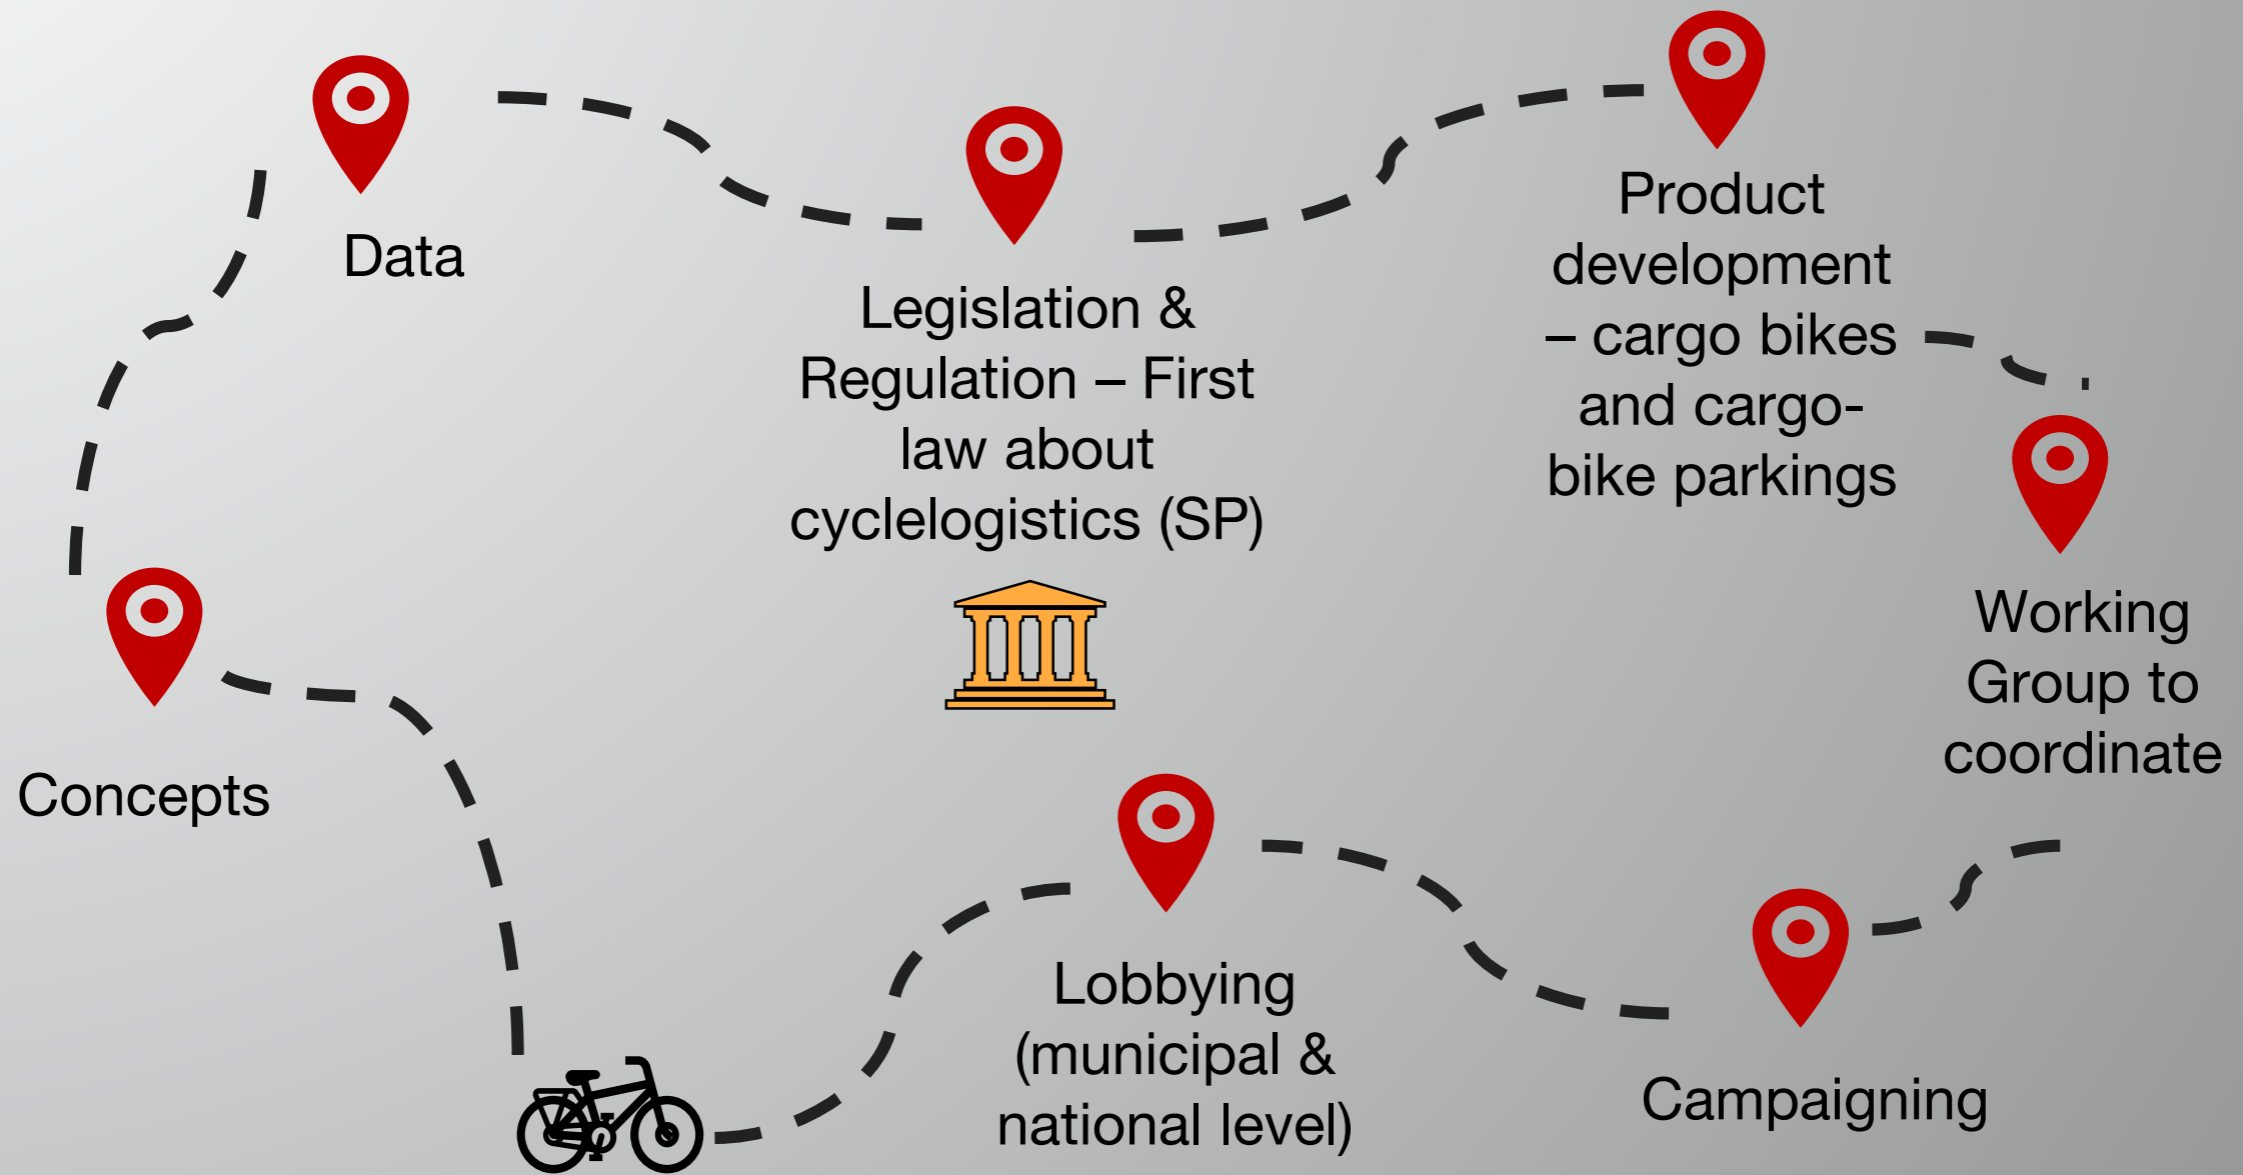 Data
Legislation &
Regulation – First
law about
cyclelogistics (SP)
Product
development
– cargo bikes
and cargo-
bike parkings
Working
Group to
coordinate
Concepts
Lobbying
(municipal &
national level)
Campaigning